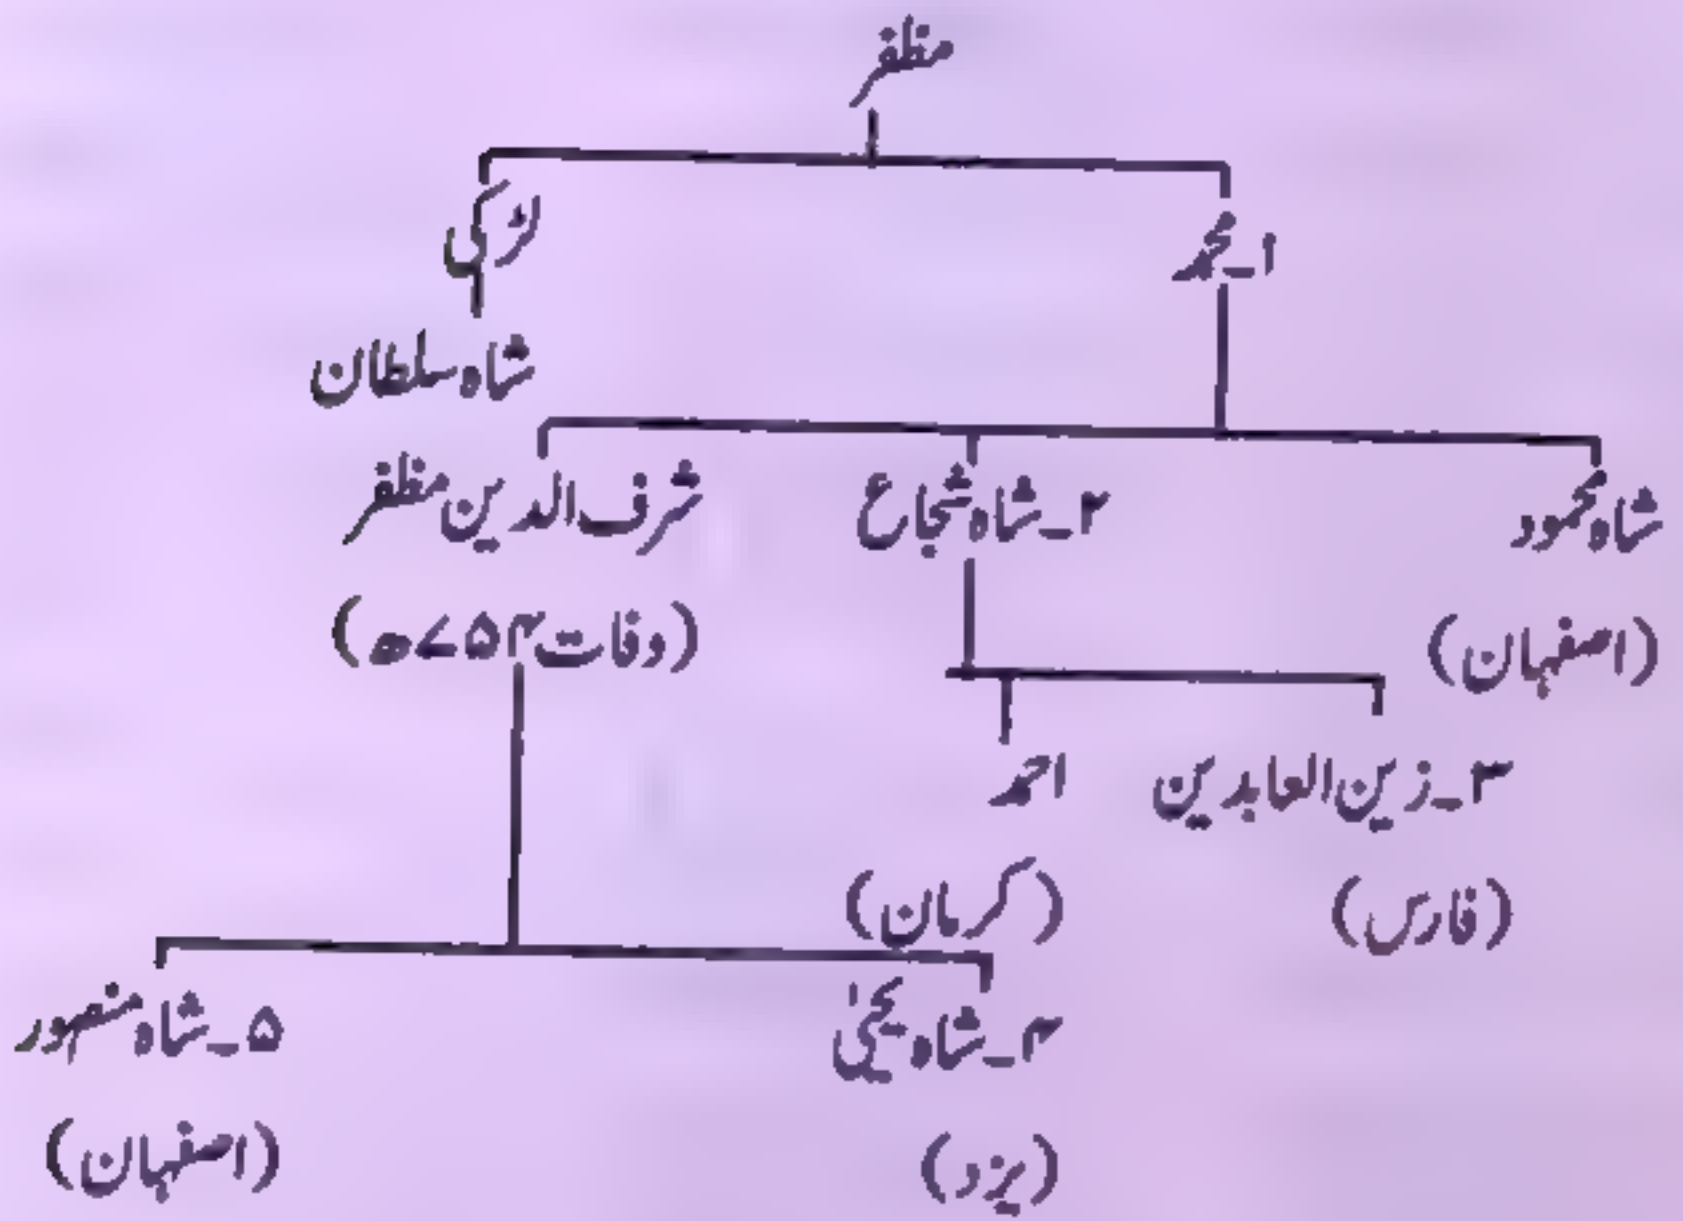 مظفر
۱۔محمد
لڑکی
شاہ سلطان
شاہ محمود
۲۔شاہ شجاع
شرف الدین مظفر
(اصفہان)
(وفات ۷۵۴ھ)
۳۔زین العابدین
احمد
(فارس)
(کرمان)
۴۔شاہ یحییٰ
۵۔شاہ منصور
(یزد)
(اصفہان)